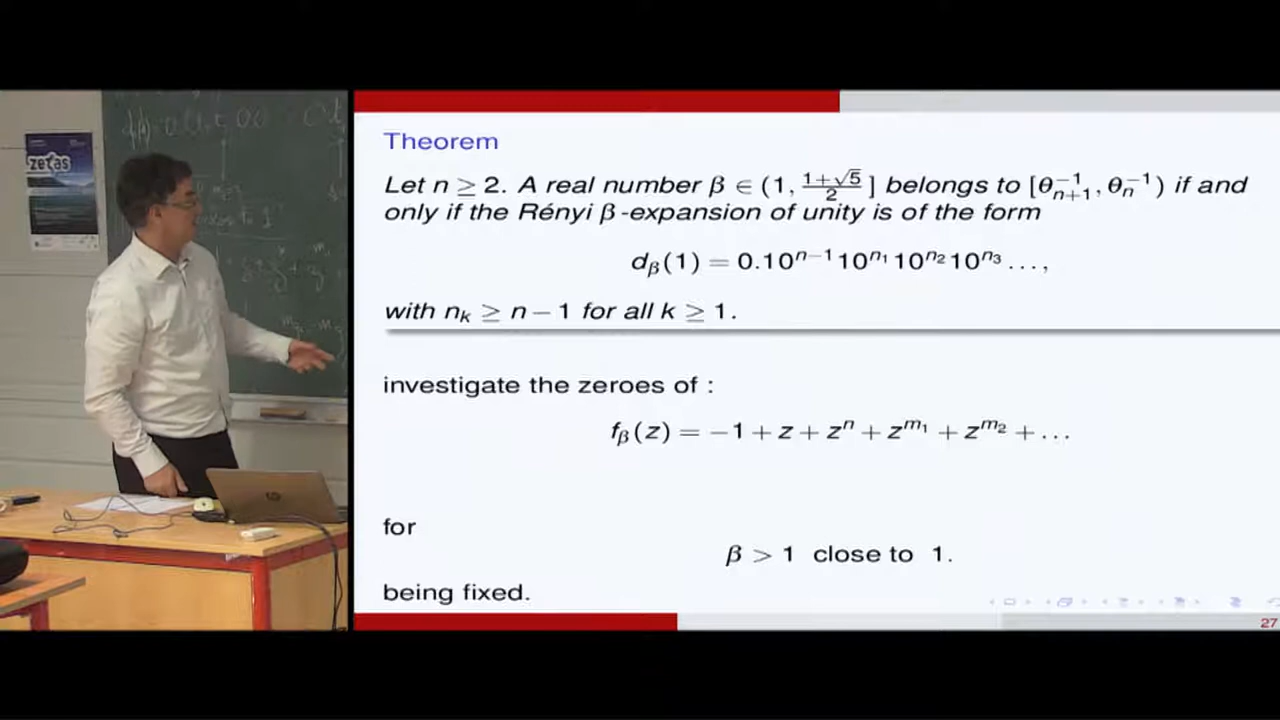 zetas
Theorem
Let n ≥ 2. A real number β ∈ (1, (1+√5)/2] belongs to [θ_{n+1}^{-1}, θ_n^{-1}) if and
only if the Rényi β-expansion of unity is of the form
d_β(1) = 0.10^{n−1}10^{n_1}10^{n_2}10^{n_3}…,
with n_k ≥ n − 1 for all k ≥ 1.
investigate the zeroes of :
f_β(z) = −1 + z + z^n + z^{m_1} + z^{m_2} + …
for
β > 1 close to 1.
being fixed.
27